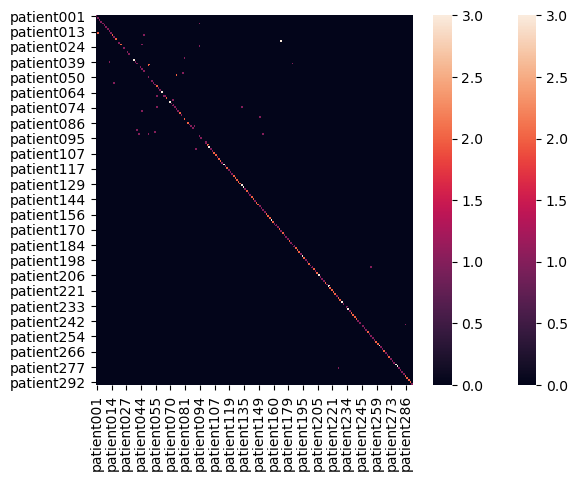 patient001
patient013
patient024
patient039
patient050
patient064
patient074
patient086
patient095
patient107
patient117
patient129
patient144
patient156
patient170
patient184
patient198
patient206
patient221
patient233
patient242
patient254
patient266
patient277
patient292
patient001
patient014
patient027
patient044
patient055
patient070
patient081
patient094
patient107
patient119
patient135
patient149
patient160
patient179
patient195
patient205
patient221
patient234
patient245
patient259
patient273
patient286
3.0
2.5
2.0
1.5
1.0
0.5
0.0
3.0
2.5
2.0
1.5
1.0
0.5
0.0